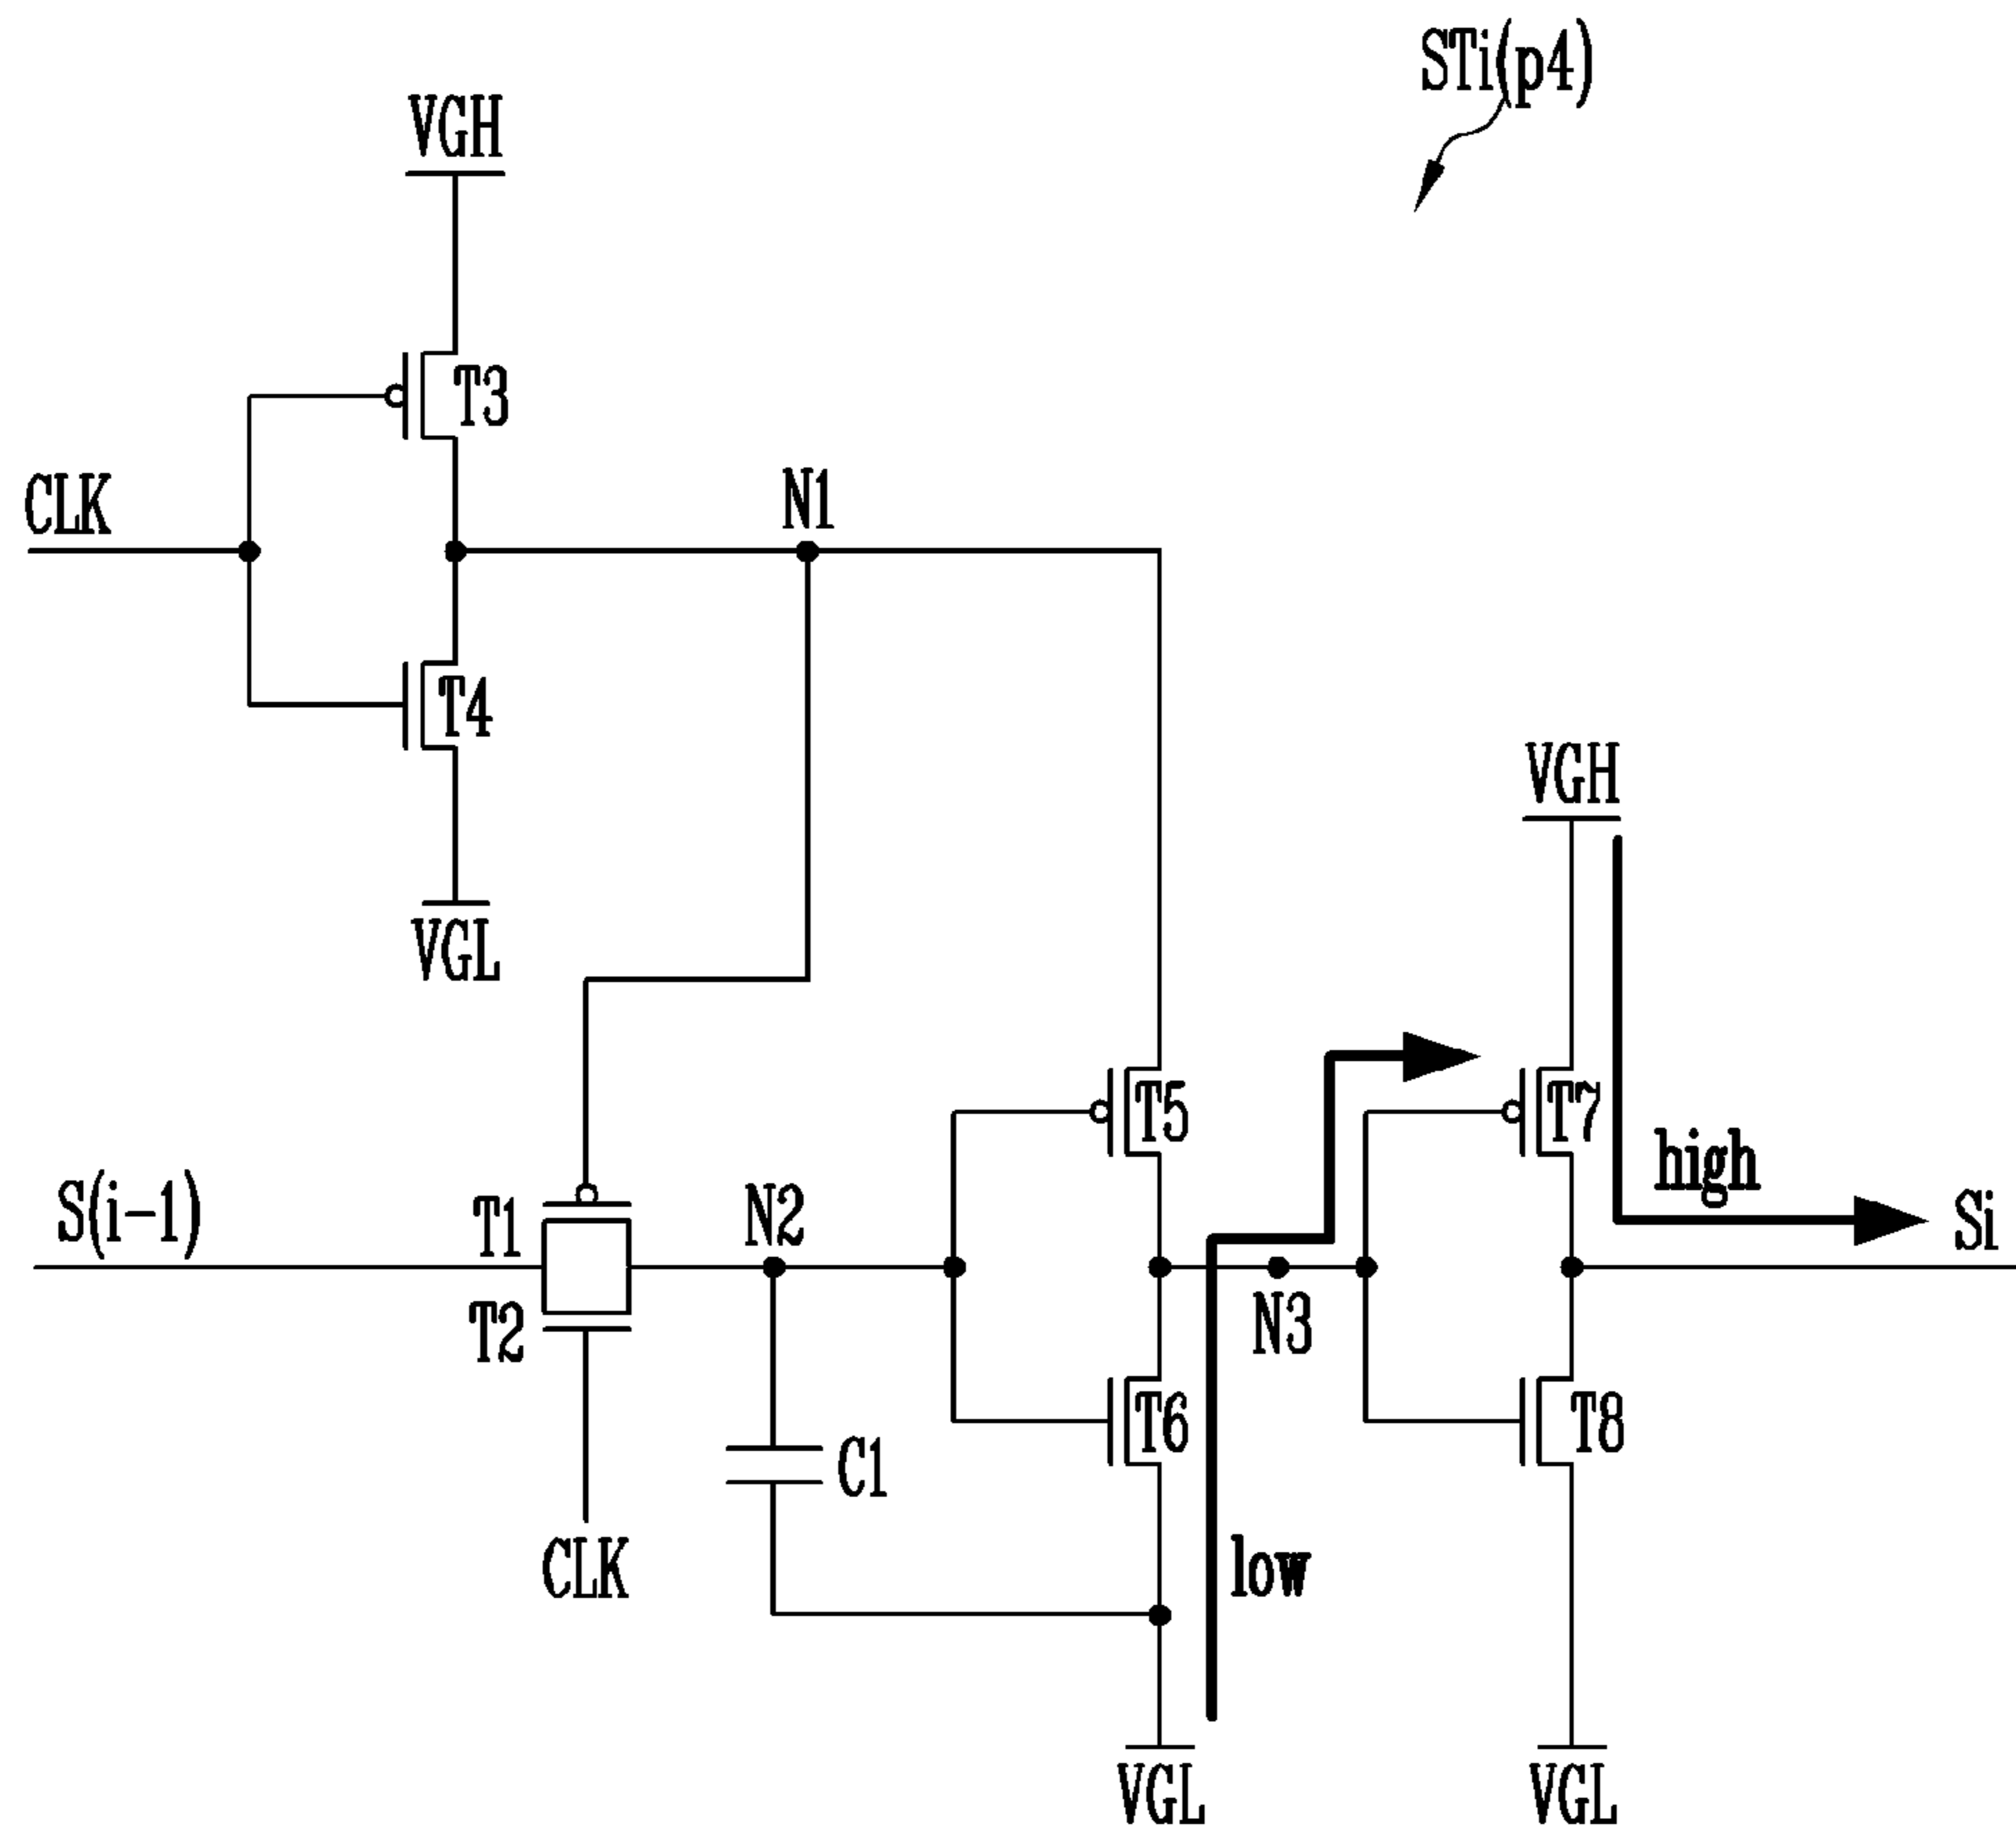 STi(p4)
VGH
T3
CLK
N1
T4
VGH
VGL
T5
T7
high
S(i-1)
T1
N2
Si
T2
N3
T6
T8
C1
CLK
low
VGL
VGL